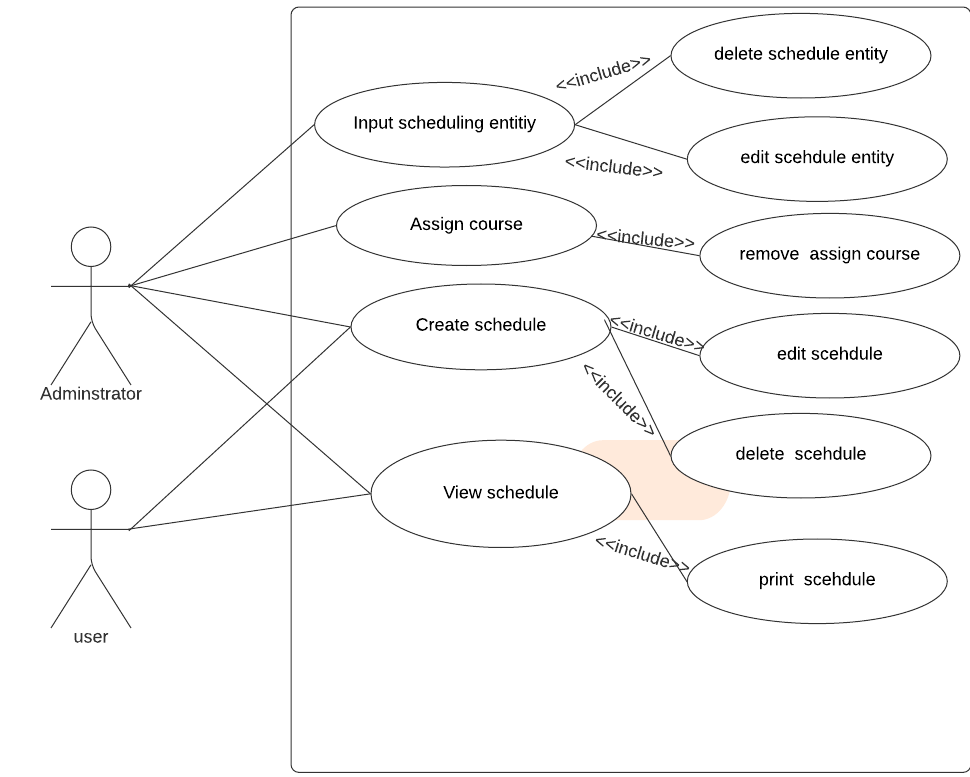 delete schedule entity
<<include>>
Input scheduling entitiy
edit scehdule entity
<<include>>
Assign course
<<include>>
remove  assign course
Create schedule
<<include>>
edit scehdule
Adminstrator
<<include>>
delete  scehdule
View schedule
<<include>>
print  scehdule
user